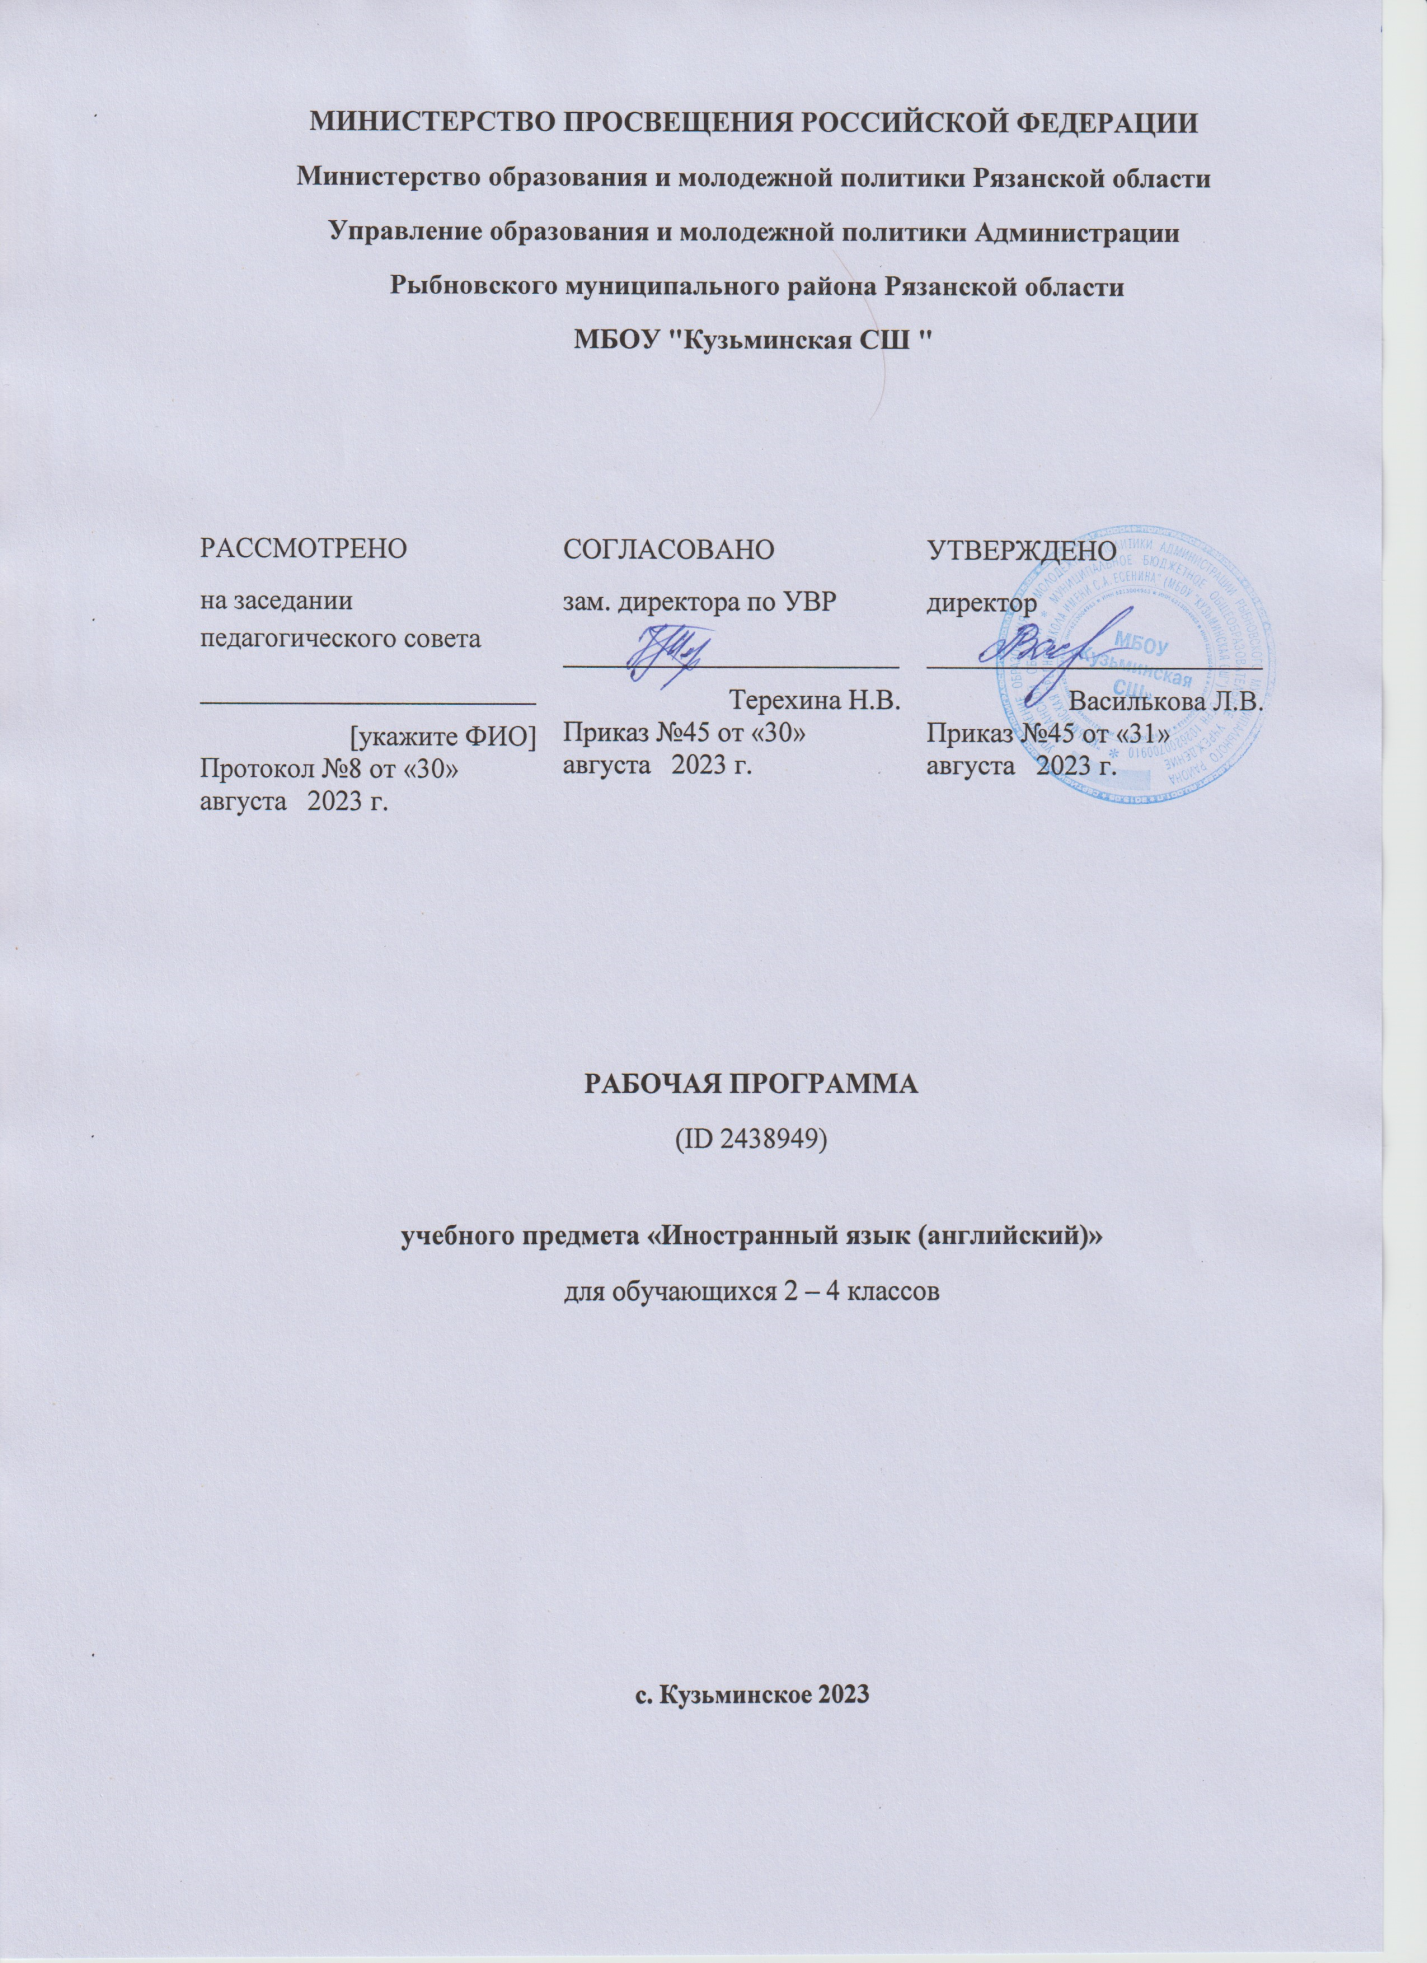 МИНИСТЕРСТВО ПРОСВЕЩЕНИЯ РОССИЙСКОЙ ФЕДЕРАЦИИ
Министерство образования и молодежной политики Рязанской области
Управление образования и молодежной политики Администрации
Рыбновского муниципального района Рязанской области
МБОУ "Кузьминская СШ "
РАССМОТРЕНО
на заседании
педагогического совета
[укажите ФИО]
Протокол №8 от «30»
августа 2023 г.
СОГЛАСОВАНО
зам. директора по УВР
Терехина Н.В.
Приказ №45 от «30»
августа 2023 г.
УТВЕРЖДЕНО
директор
Василькова Л.В.
Приказ №45 от «31»
августа 2023 г.
МБОУ
Кузьминская
СШ
РАБОЧАЯ ПРОГРАММА
(ID 2438949)
учебного предмета «Иностранный язык (английский)»
для обучающихся 2 – 4 классов
с. Кузьминское 2023